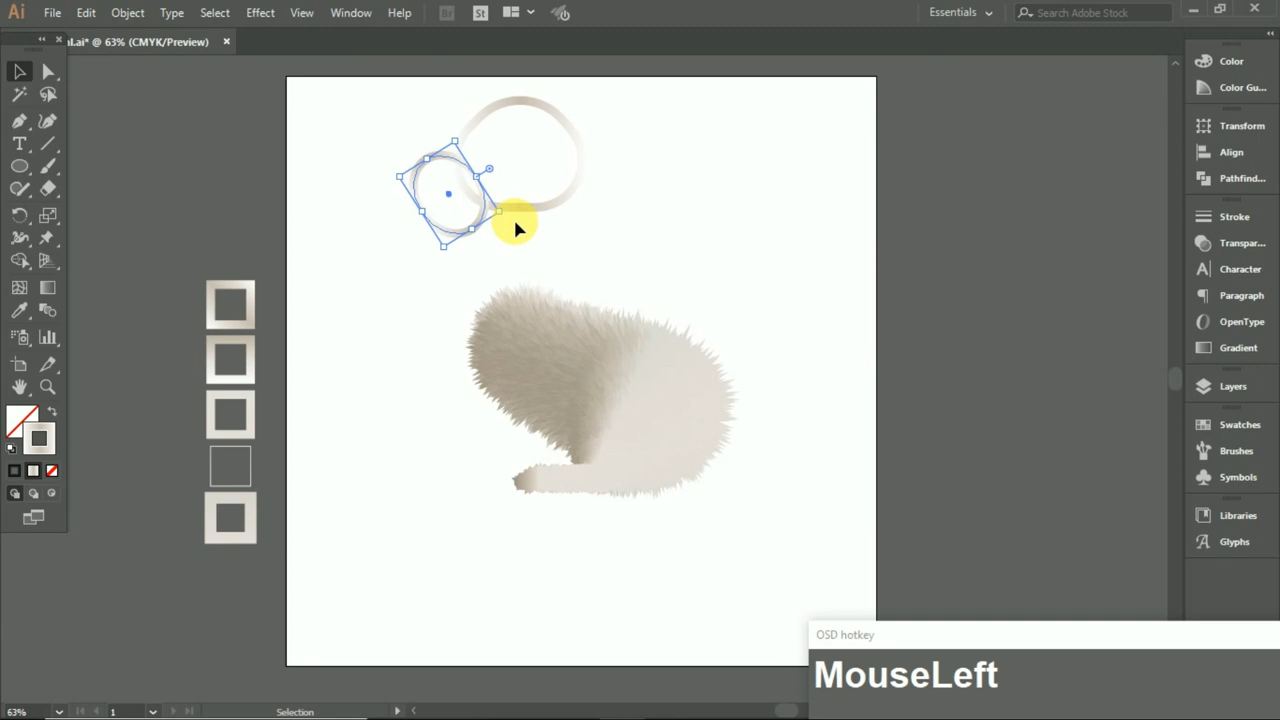 Ai File Edit Object Type Select Effect View Window Help Br St Essentials Search Adobe Stock
l.ai* @ 63% (CMYK/Preview)
Color
Color Gu...
Transform
Align
Pathfind...
Stroke
Transpar...
Character
Paragraph
OpenType
Gradient
Layers
Swatches
Brushes
Symbols
Libraries
Glyphs
OSD hotkey
MouseLeft
63% 1 Selection